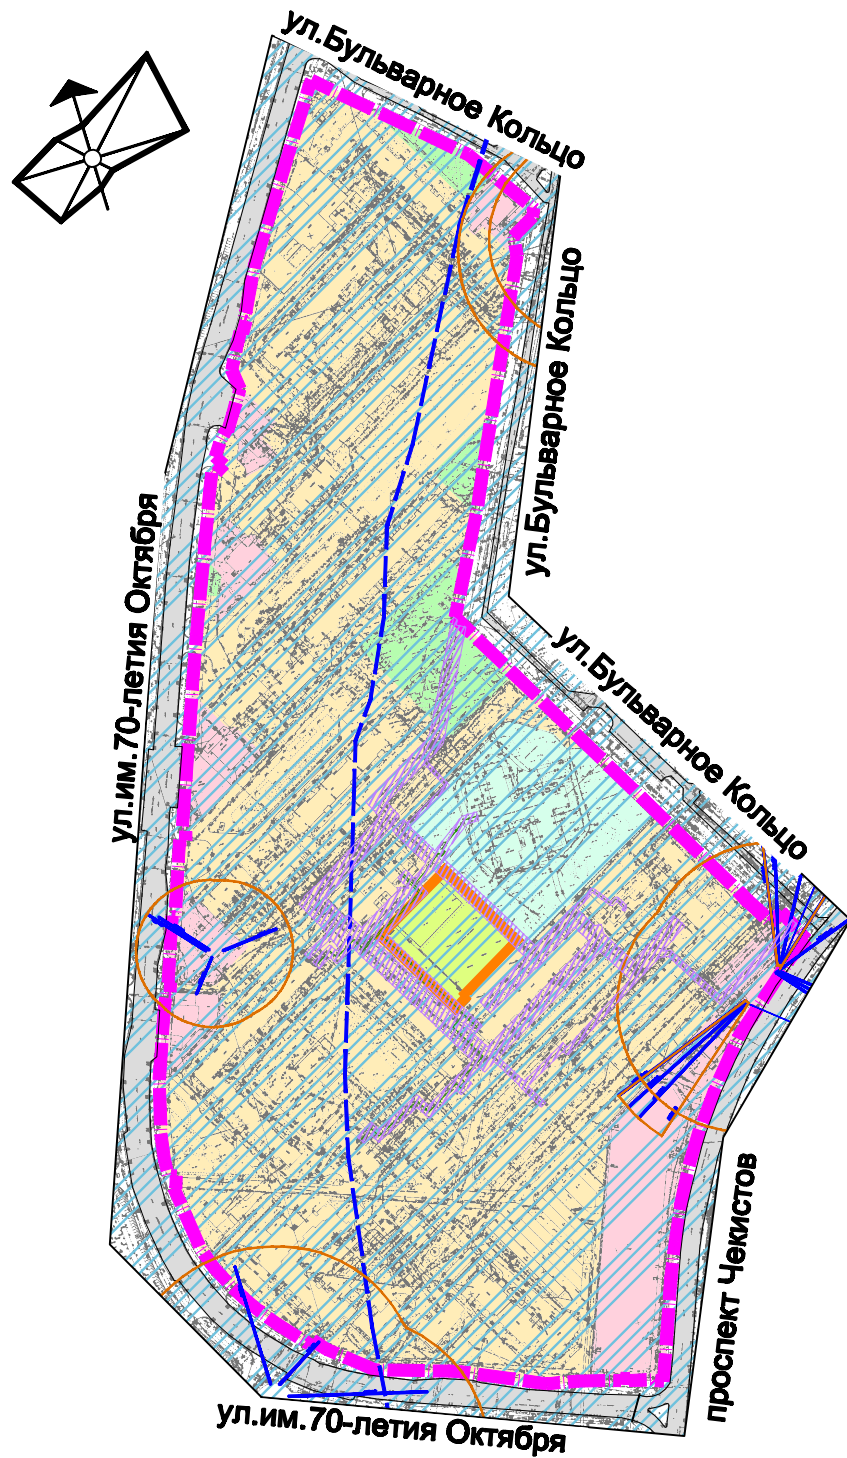 ул.Бульварное Кольцо
ул.Бульварное Кольцо
ул.им.70-летия Октября
ул.Бульварное Кольцо
проспект Чекистов
ул.им.70-летия Октября